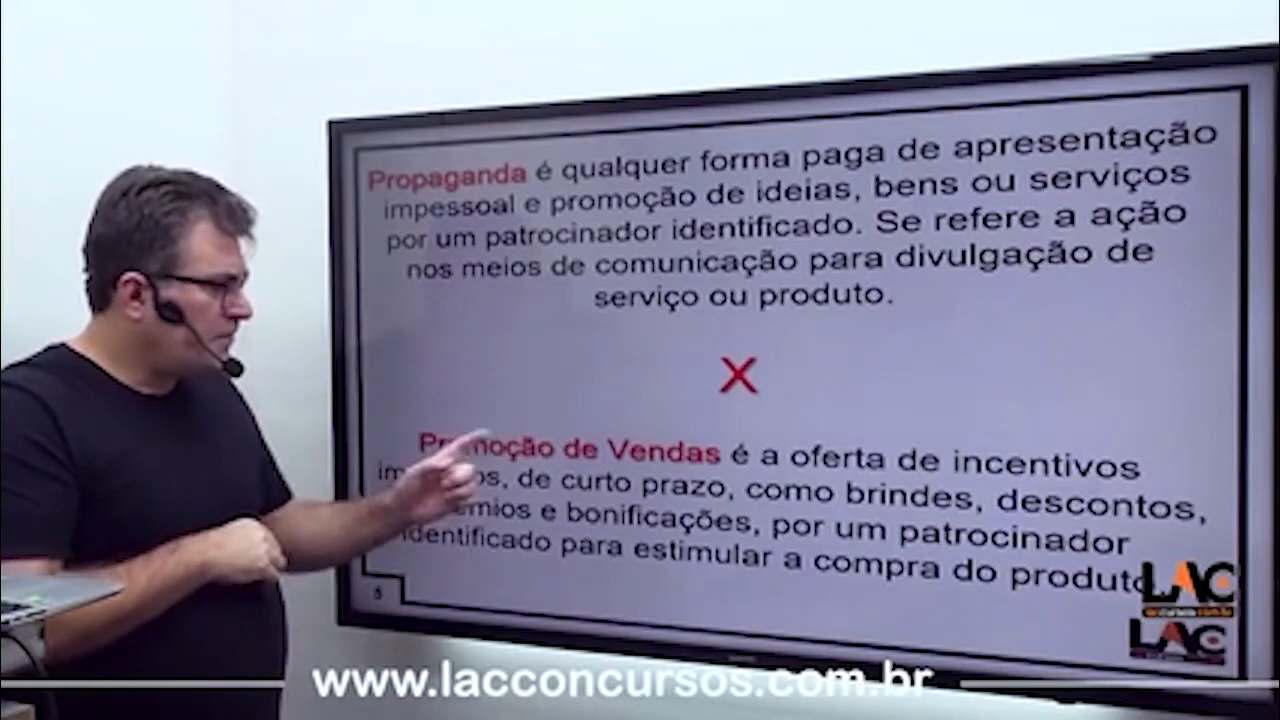 Propaganda é qualquer forma paga de apresentação
impessoal e promoção de ideias, bens ou serviços
por um patrocinador identificado. Se refere a ação
nos meios de comunicação para divulgação de
serviço ou produto.
X
Promoção de Vendas é a oferta de incentivos
de curto prazo, como brindes, descontos,
e bonificações, por um patrocinador
identificado para estimular a compra do produto
5
LAC
LAC
www.lacconcursos.com.br